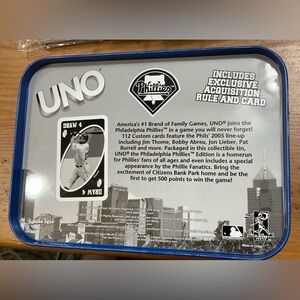 UNO
Phillies
INCLUDES
EXCLUSIVE
ACQUISITION
RULE AND CARD
DRAW 4
DRAW 4
America's #1 Brand of Family Games, UNO® joins the
Philadelphia Phillies™ in a game you will never forget!
112 Custom cards feature the Phils' 2005 line-up
including Jim Thome, Bobby Abreu, Jon Lieber, Pat
Burrell and more. Packaged in this collectible tin,
UNO® the Philadelphia Phillies™ Edition is a homerun
for Phillies™ fans of all ages and even includes a special
appearance by the Phillie Fanatics. Bring the
excitement of Citizens Bank Park home and be the
first to get 500 points to win the game!